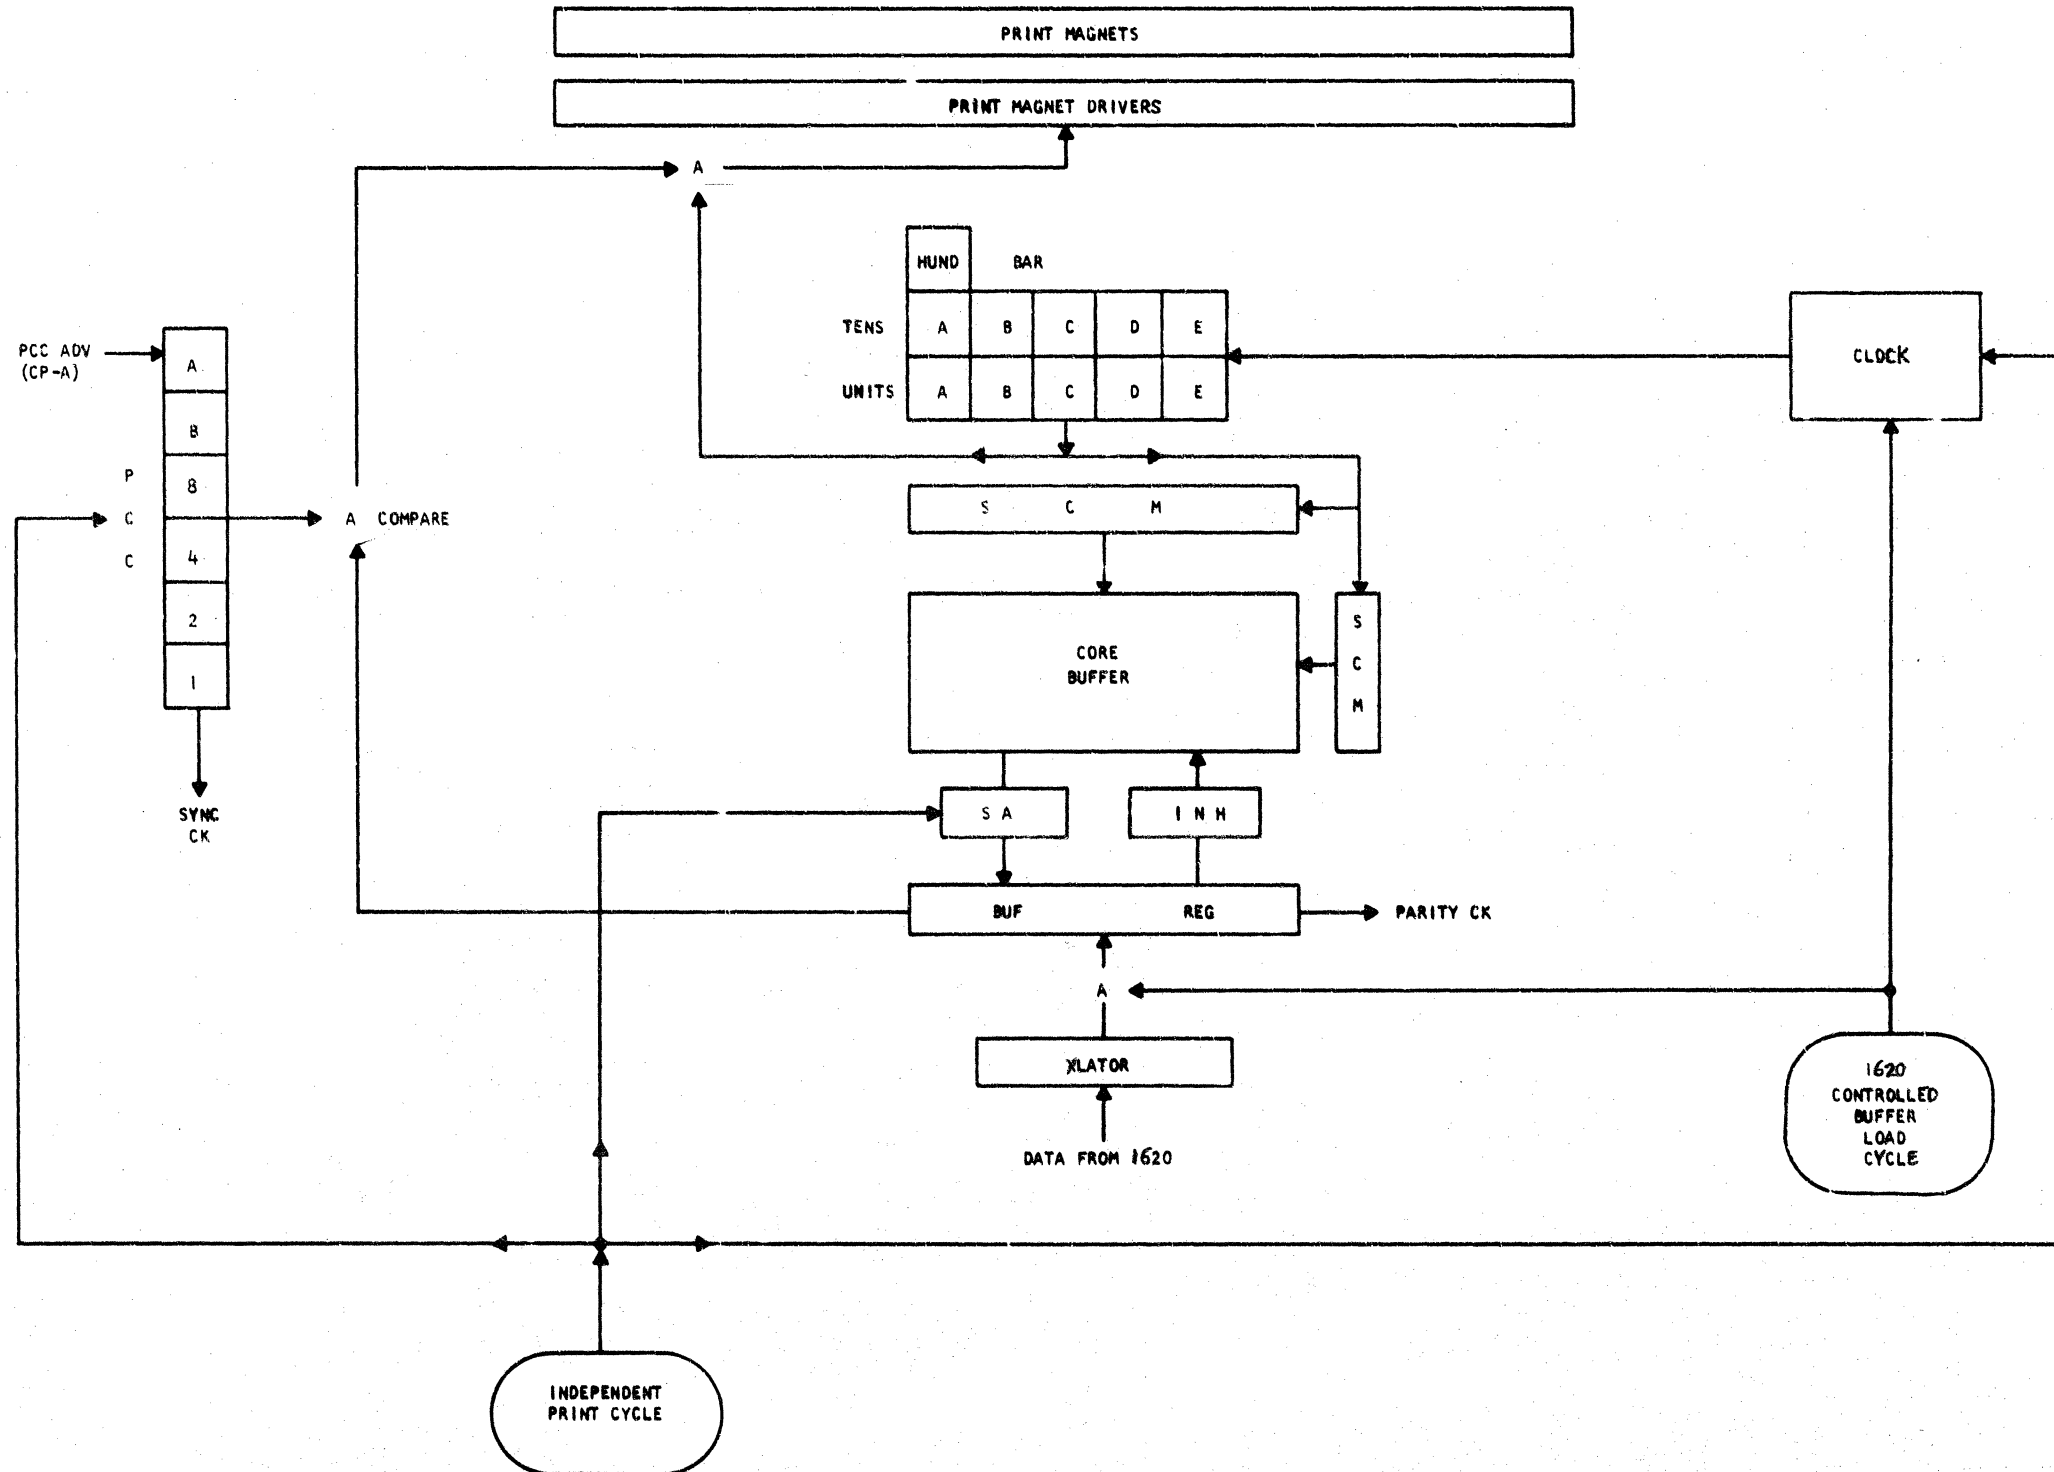 PRINT MAGNETS
PRINT MAGNET DRIVERS
A
HUND BAR
TENS A B C D E
UNITS A B C D E
CLOCK
PCC ADV
(CP-A)
A
B
8
4
2
1
P
C
C
A COMPARE
SYNC
CK
S C M
CORE
BUFFER
S
C
M
S A
I N H
BUF REG
PARITY CK
A
XLATOR
DATA FROM 1620
1620
CONTROLLED
BUFFER
LOAD
CYCLE
INDEPENDENT
PRINT CYCLE